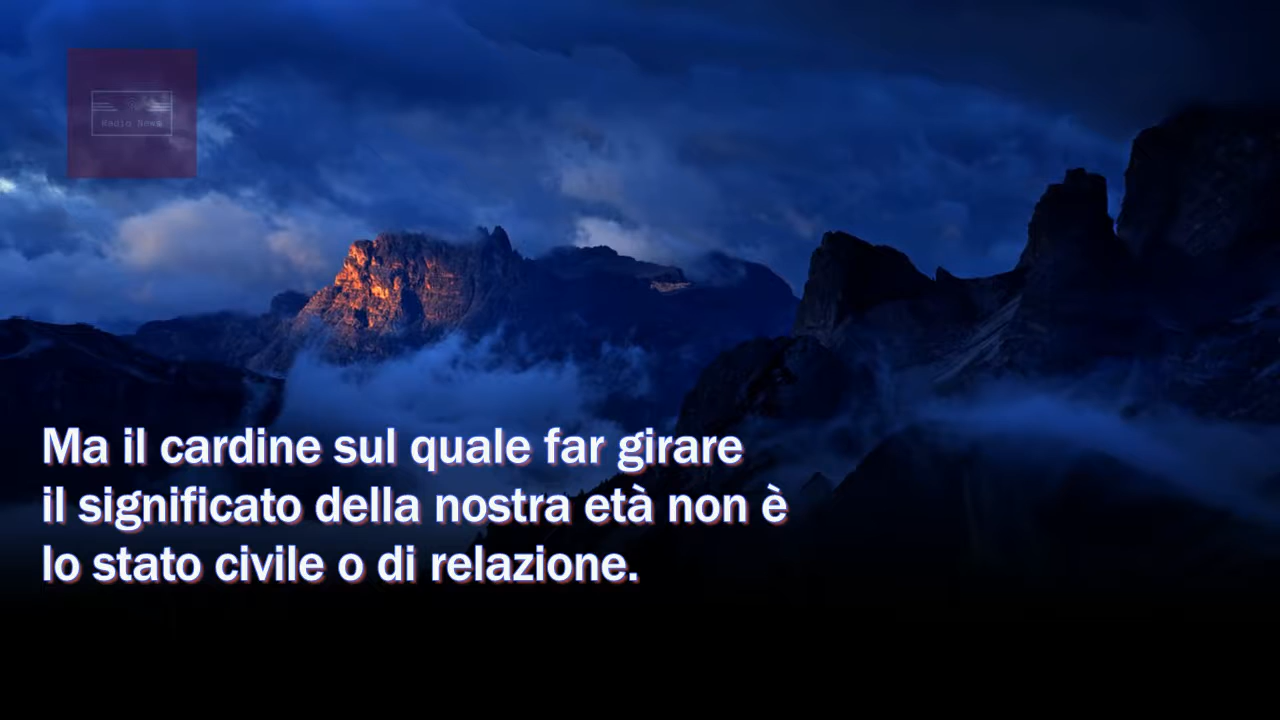 Radio News
Ma il cardine sul quale far girare
il significato della nostra età non è
lo stato civile o di relazione.